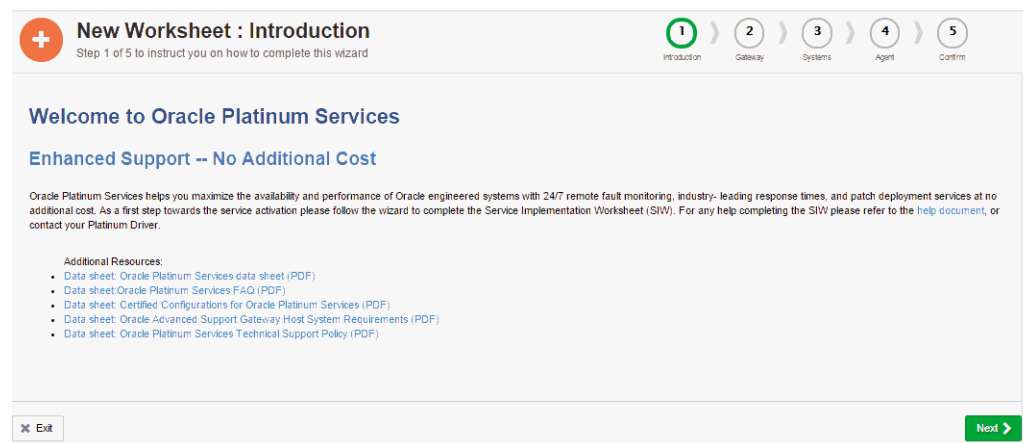 New Worksheet : Introduction
Step 1 of 5 to instruct you on how to complete this wizard
1 2 3 4 5
Introduction Gateway Systems Agent Confirm
Welcome to Oracle Platinum Services
Enhanced Support -- No Additional Cost
Oracle Platinum Services helps you maximize the availability and performance of Oracle engineered systems with 24/7 remote fault monitoring, industry- leading response times, and patch deployment services at no
additional cost. As a first step towards the service activation please follow the wizard to complete the Service Implementation Worksheet (SIW). For any help completing the SIW please refer to the help document, or
contact your Platinum Driver.
Additional Resources:
Data sheet: Oracle Platinum Services data sheet (PDF)
Data sheet:Oracle Platinum Services FAQ (PDF)
Data sheet: Certified Configurations for Oracle Platinum Services (PDF)
Data sheet: Oracle Advanced Support Gateway Host System Requirements (PDF)
Data sheet: Oracle Platinum Services Technical Support Policy (PDF)
Exit
Next